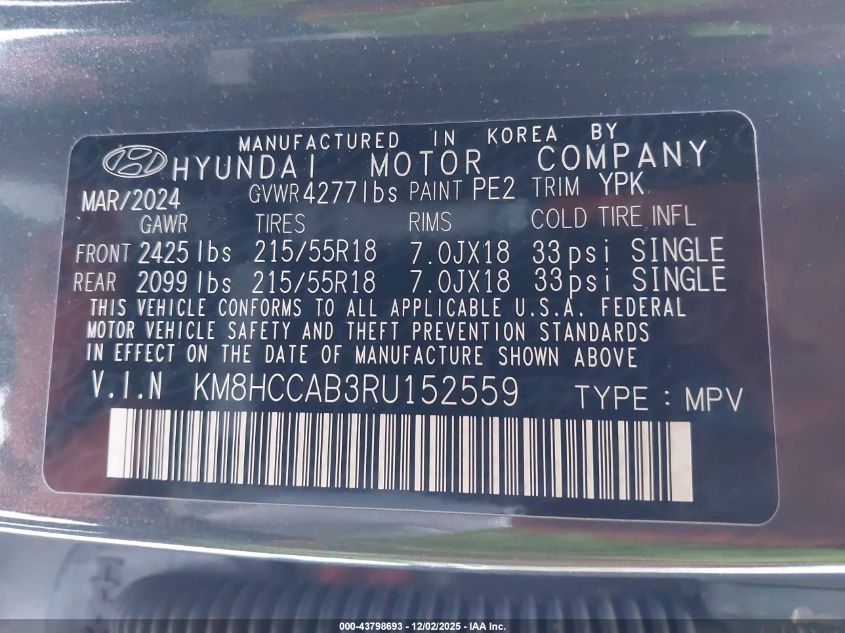 MANUFACTURED IN KOREA BY
HYUNDAI MOTOR COMPANY
MAR/2024 GVWR 4277lbs PAINT PE2 TRIM YPK
GAWR TIRES RIMS COLD TIRE INFL
FRONT 2425lbs 215/55R18 7.0JX18 33psi SINGLE
REAR 2099lbs 215/55R18 7.0JX18 33psi SINGLE
THIS VEHICLE CONFORMS TO ALL APPLICABLE U.S.A. FEDERAL
MOTOR VEHICLE SAFETY AND THEFT PREVENTION STANDARDS
IN EFFECT ON THE DATE OF MANUFACTURE SHOWN ABOVE
V.I.N KM8HCCAB3RU152559 TYPE : MPV
000-43798693 - 12/02/2025 - IAA Inc.